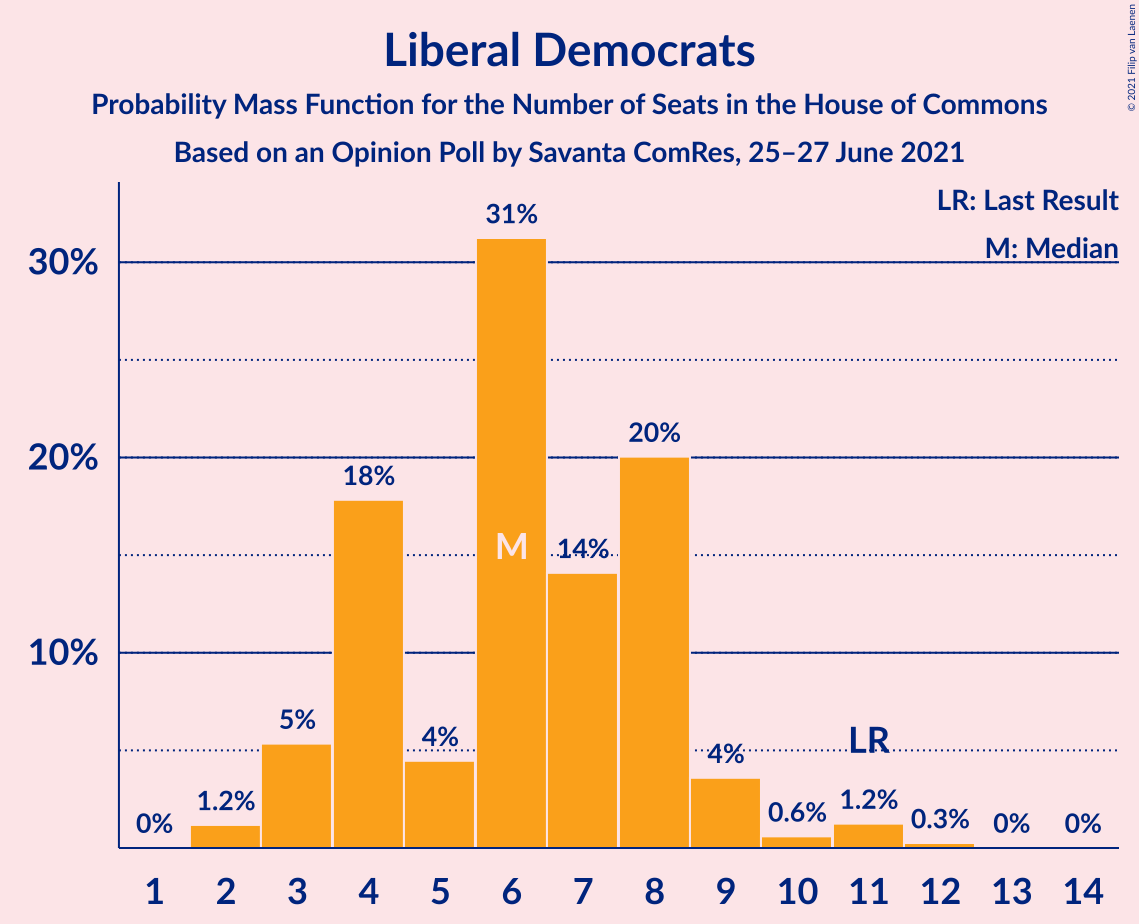 Liberal Democrats
Probability Mass Function for the Number of Seats in the House of Commons
Based on an Opinion Poll by Savanta ComRes, 25–27 June 2021
© 2021 Filip van Laenen
LR: Last Result
M: Median
30%
20%
10%
0%
1.2%
5%
18%
4%
31%
M
14%
20%
4%
0.6%
LR
1.2%
0.3%
0%
0%
1 2 3 4 5 6 7 8 9 10 11 12 13 14